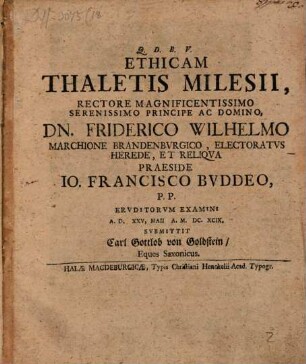 Q. D. B. V.
ETHICAM
THALETIS MILESII,
RECTORE MAGNIFICENTISSIMO
SERENISSIMO PRINCIPE AC DOMINO,
DN. FRIDERICO WILHELMO
MARCHIONE BRANDENBVRGICO, ELECTORATVS
HEREDE, ET RELIQVA
PRAESIDE
IO. FRANCISCO BVDDEO,
P. P.
ERVDITORVM EXAMINI
A. D. XXV. MAII A. M. DC. XCIX.
SVBMITTIT
Carl Gottlob von Goldstein/
Eques Saxonicus.
HALÆ MAGDEBURGICÆ, Typis Christiani Henckelii Acad. Typogr.